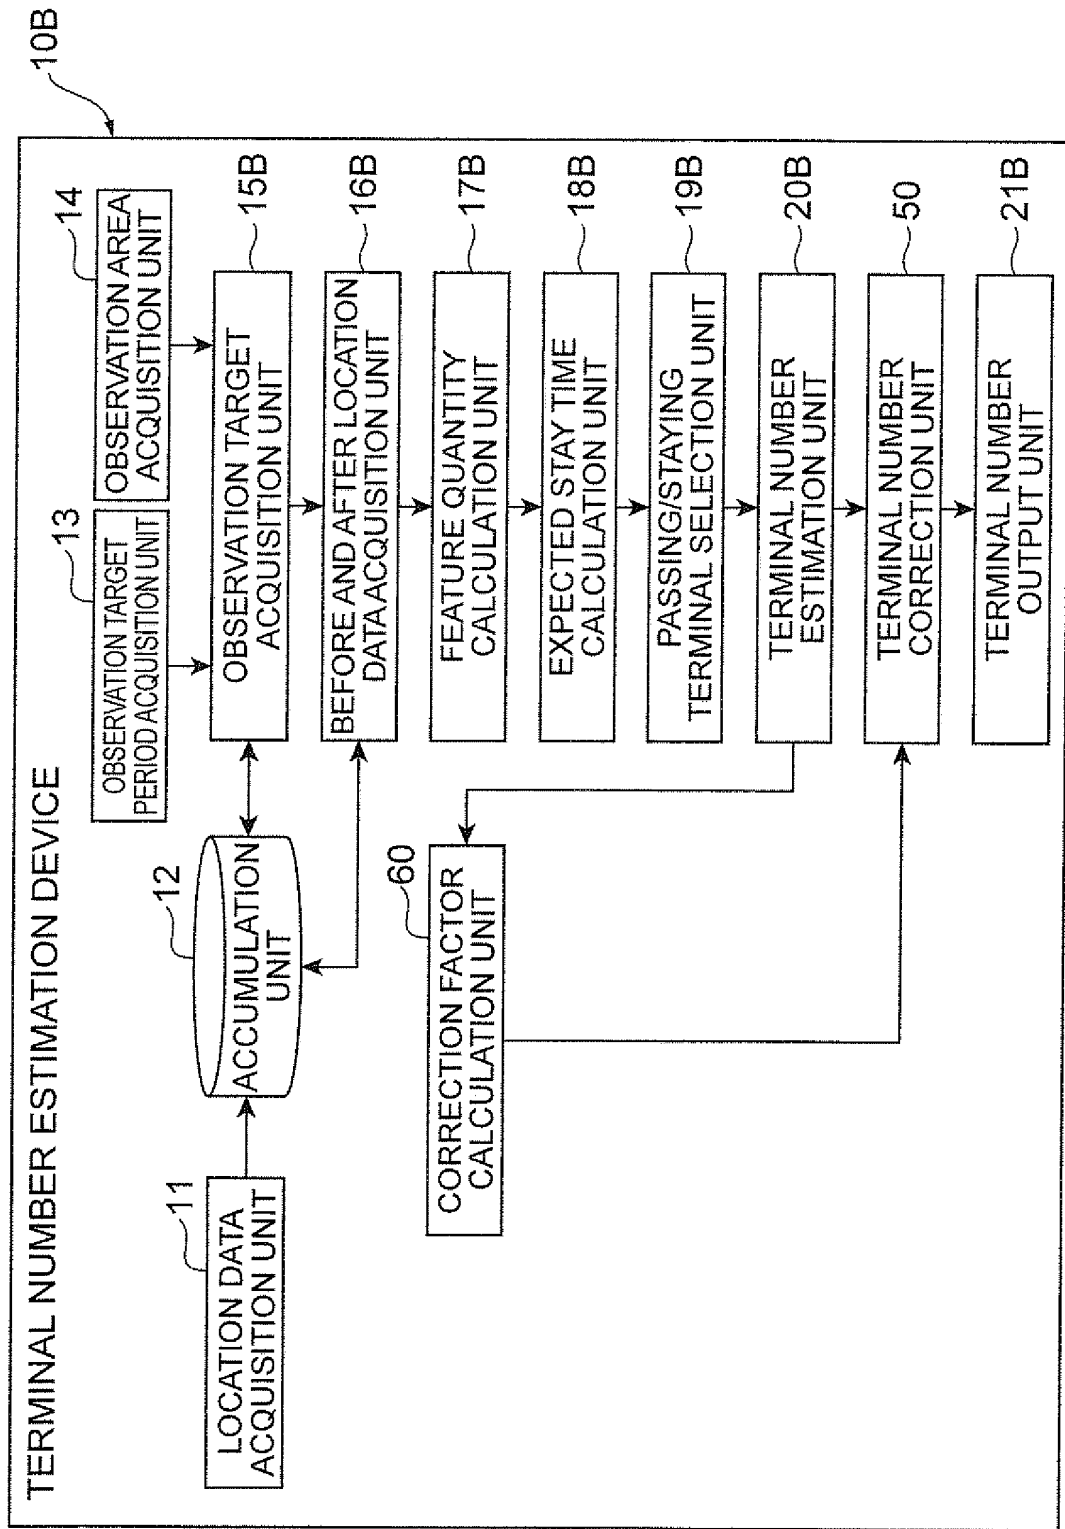 10B
TERMINAL NUMBER ESTIMATION DEVICE
11
LOCATION DATA
ACQUISITION UNIT
12
ACCUMULATION
UNIT
13
OBSERVATION TARGET
PERIOD ACQUISITION UNIT
14
OBSERVATION AREA
ACQUISITION UNIT
OBSERVATION TARGET
ACQUISITION UNIT
15B
BEFORE AND AFTER LOCATION
DATA ACQUISITION UNIT
16B
FEATURE QUANTITY
CALCULATION UNIT
17B
EXPECTED STAY TIME
CALCULATION UNIT
18B
PASSING/STAYING
TERMINAL SELECTION UNIT
19B
TERMINAL NUMBER
ESTIMATION UNIT
20B
60
CORRECTION FACTOR
CALCULATION UNIT
TERMINAL NUMBER
CORRECTION UNIT
50
TERMINAL NUMBER
OUTPUT UNIT
21B